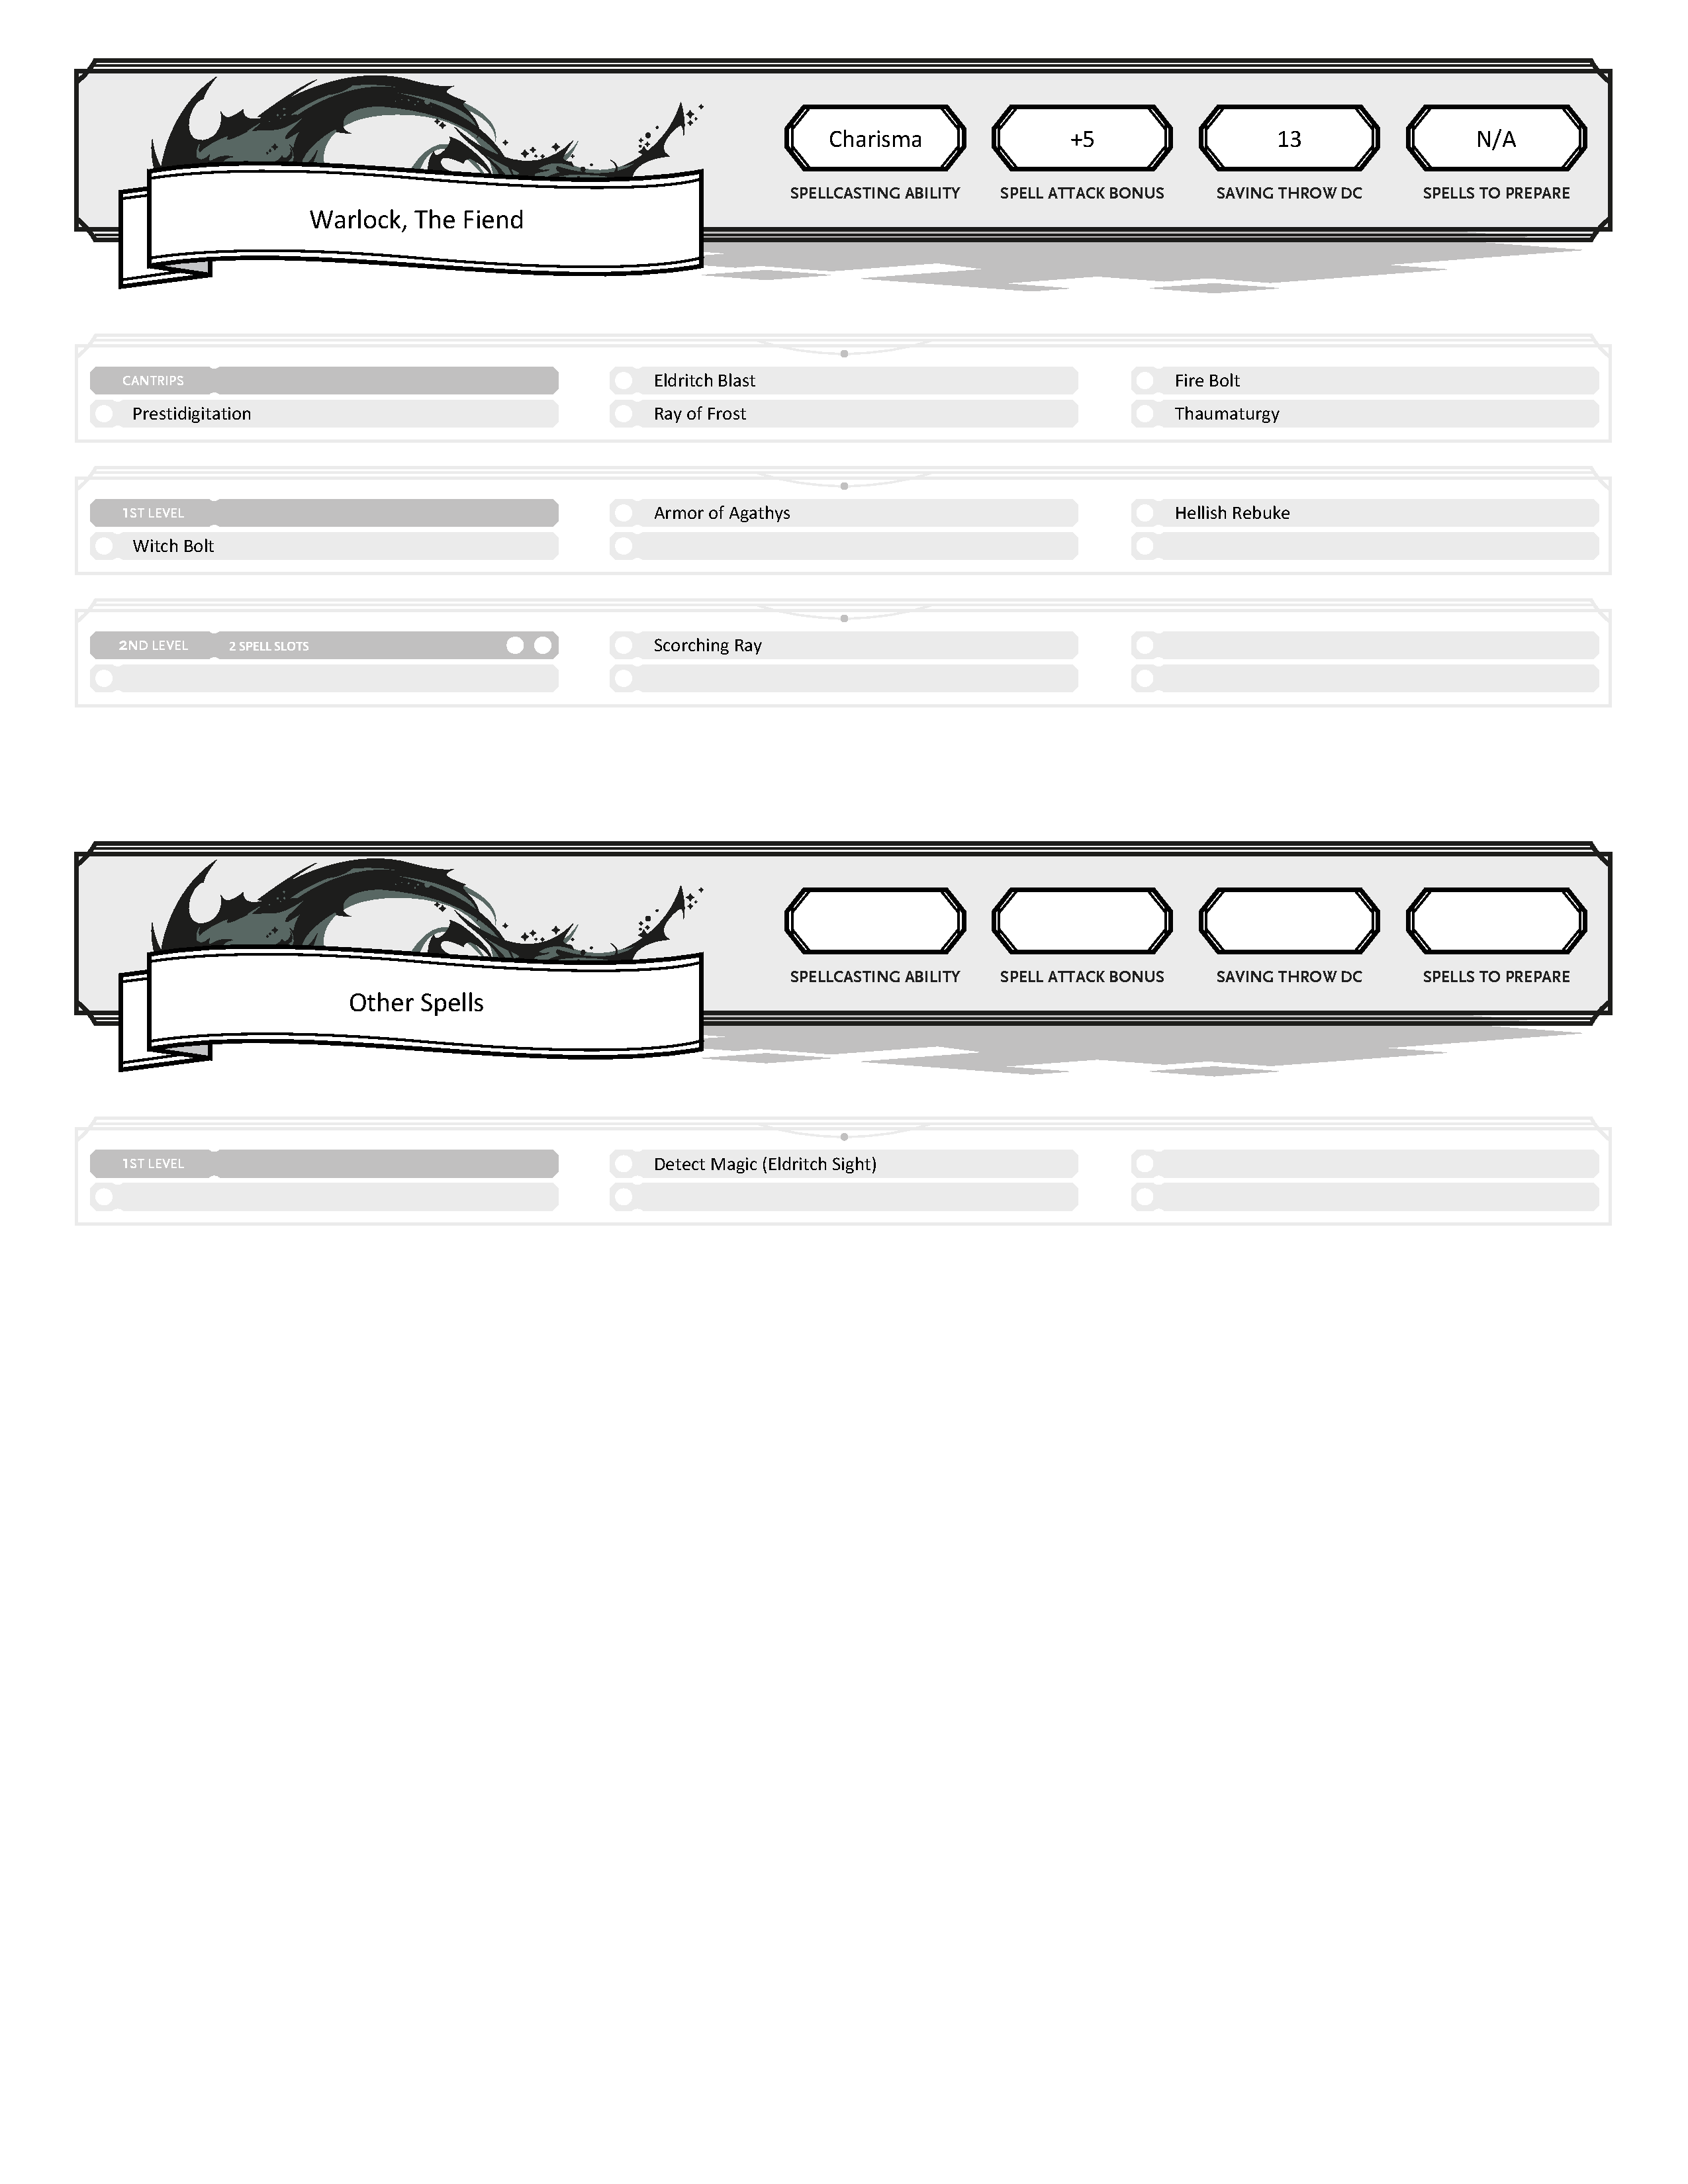 Charisma +5 13 N/A
SPELLCASTING ABILITY SPELL ATTACK BONUS SAVING THROW DC SPELLS TO PREPARE
Warlock, The Fiend
CANTRIPS Eldritch Blast Fire Bolt
Prestidigitation Ray of Frost Thaumaturgy
1ST LEVEL Armor of Agathys Hellish Rebuke
Witch Bolt
2ND LEVEL 2 SPELL SLOTS Scorching Ray
SPELLCASTING ABILITY SPELL ATTACK BONUS SAVING THROW DC SPELLS TO PREPARE
Other Spells
1ST LEVEL Detect Magic (Eldritch Sight)